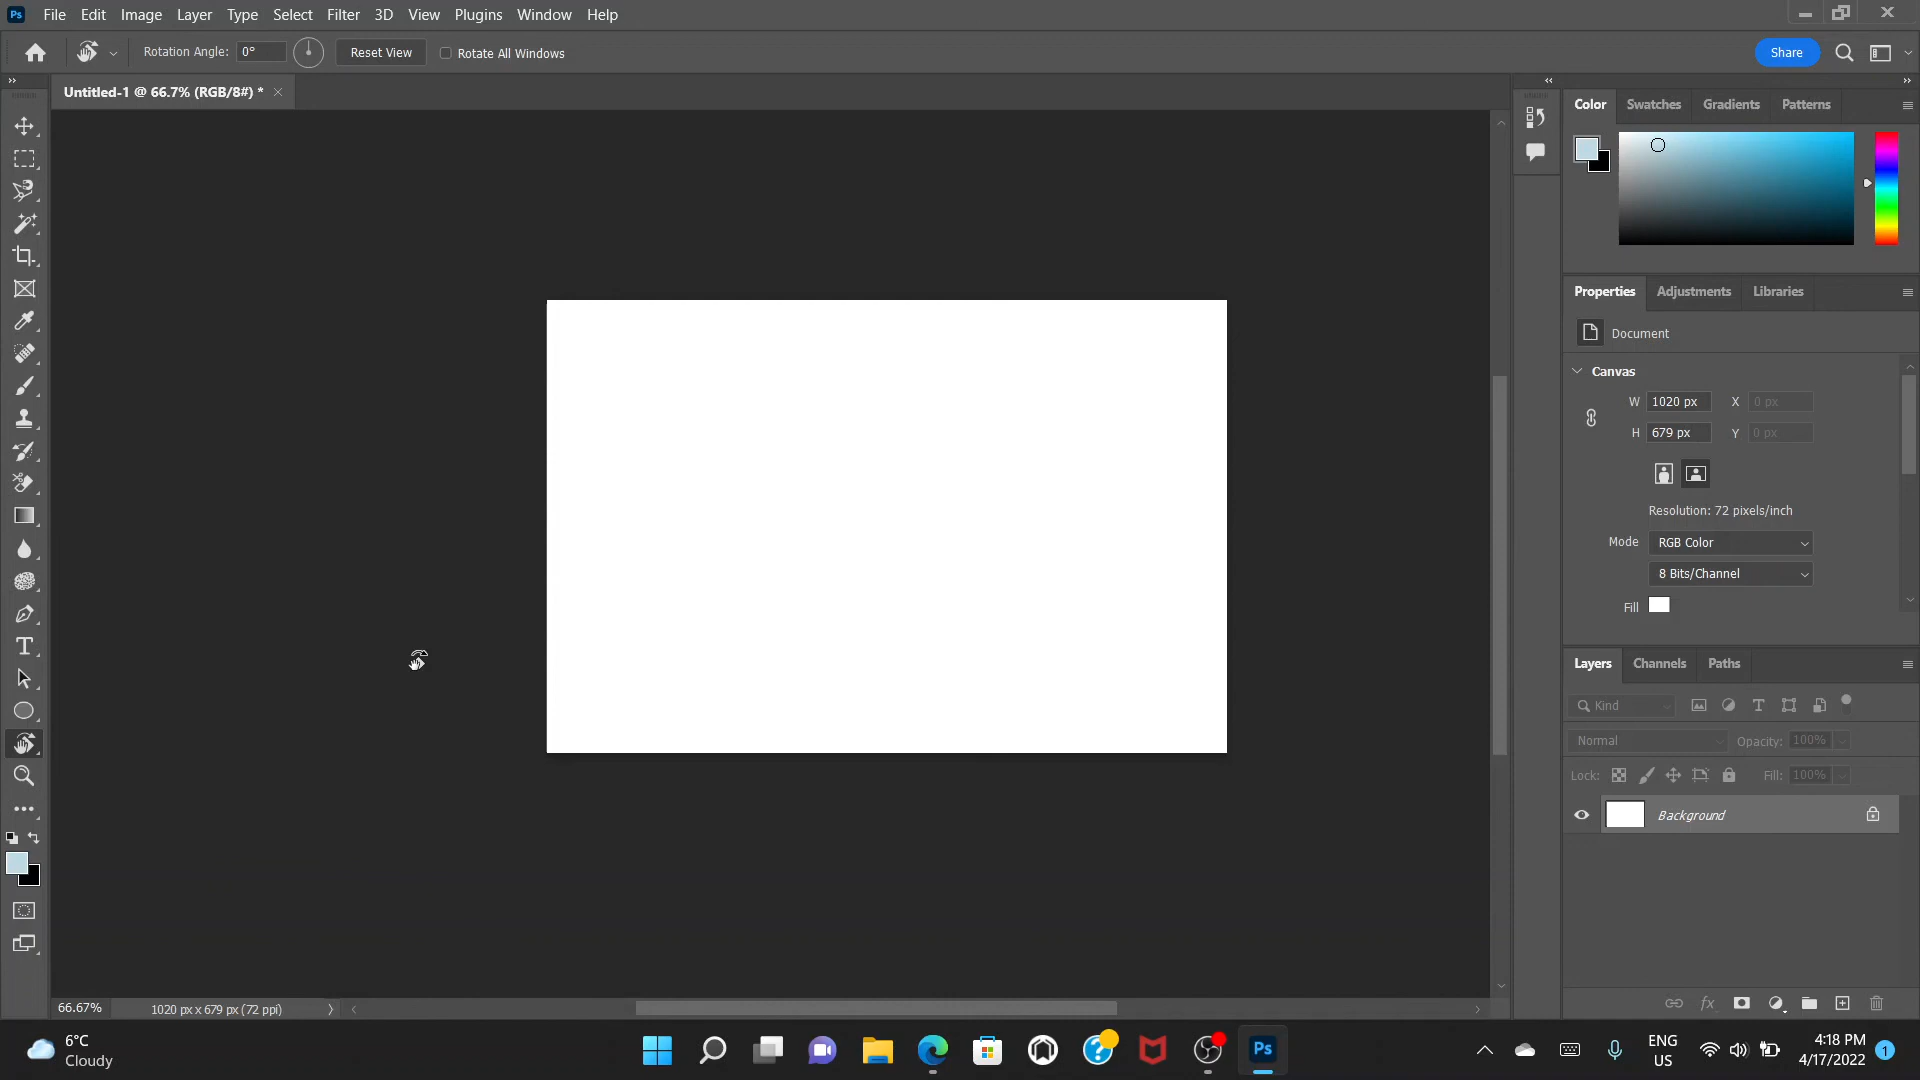 Ps File Edit Image Layer Type Select Filter 3D View Plugins Window Help
Rotation Angle: 0° Reset View Rotate All Windows Share
Untitled-1 @ 66.7% (RGB/8#) *
Color Swatches Gradients Patterns
Properties Adjustments Libraries
Document
Canvas
W 1020 px X 0 px
H 679 px Y 0 px
Resolution: 72 pixels/inch
Mode RGB Color
8 Bits/Channel
Fill
Layers Channels Paths
Kind
Normal Opacity: 100%
Lock: Fill: 100%
Background
66.67% 1020 px x 679 px (72 ppi)
6°C
Cloudy
Ps
ENG
US
4:18 PM
4/17/2022
1